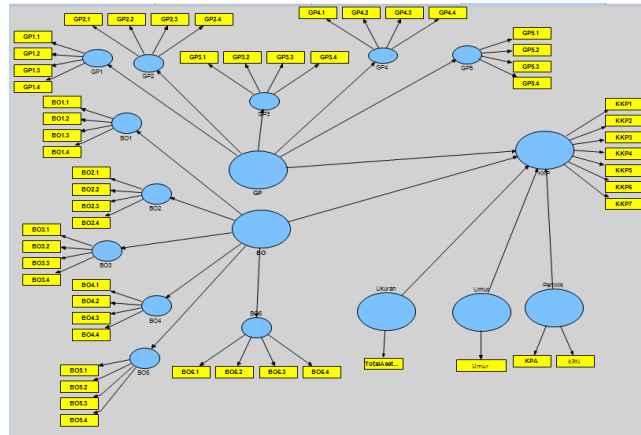 GP2.1 GP2.2 GP2.3 GP2.4
GP4.1 GP4.2 GP4.3 GP4.4
GP1.1
GP1.2
GP1.3
GP1.4
GP1
GP2
GP3.1 GP3.2 GP3.3 GP3.4
GP3
GP4
GP5
GP5.1
GP5.2
GP5.3
GP5.4
BO1.1
BO1.2
BO1.3
BO1.4
BO1
GP
KKP
KKP1
KKP2
KKP3
KKP4
KKP5
KKP6
KKP7
BO2.1
BO2.2
BO2.3
BO2.4
BO2
BO
BO3.1
BO3.2
BO3.3
BO3.4
BO3
BO4.1
BO4.2
BO4.3
BO4.4
BO4
BO6
BO5
BO5.1
BO5.2
BO5.3
BO5.4
BO6.1 BO6.2 BO6.3 BO6.4
Ukuran Umur Pemilik
TotalAset... Umur KPA KPN